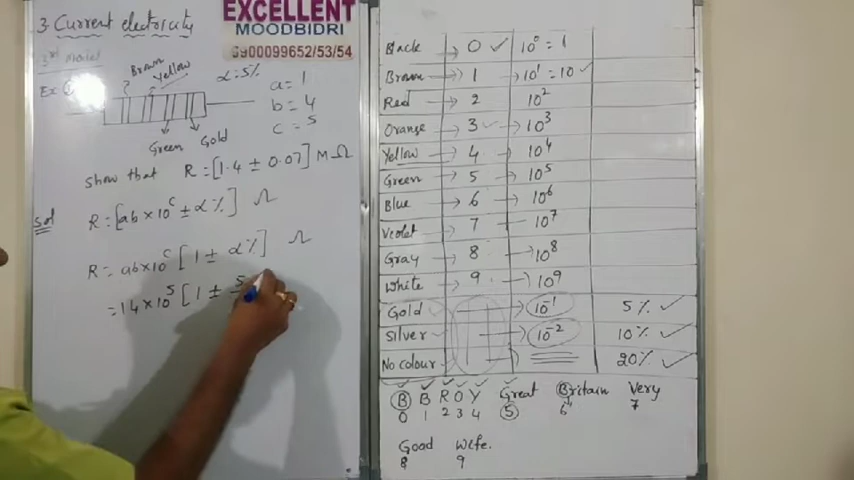 3. Current electricity
EXCELLENT
MOODBIDRI
6900099652/53/54
3rd model
Ex
Brown
Yellow
α = 5%
a = 1
b = 4
c = 5
Green Gold
show that R = [1.4 ± 0.07] M Ω
Sol
R = [ab × 10^c ± α%] Ω
R = ab × 10^c [1 ± α%] Ω
= 14 × 10^5 [1 ± 5
Black → 0 ✓ 10^0 = 1
Brown → 1 → 10^1 = 10 ✓
Red → 2 10^2
Orange → 3 ✓ → 10^3
Yellow → 4 → 10^4
Green → 5 → 10^5
Blue → 6 → 10^6
Violet → 7 → 10^7
Gray → 8 → 10^8
White → 9 → 10^9
Gold → 10^-1 5% ✓
Silver → 10^-2 10% ✓
No colour → 20% ✓
B B R O Y Great Britain Very
0 1 2 3 4 5 6 7
Good Wife.
8 9